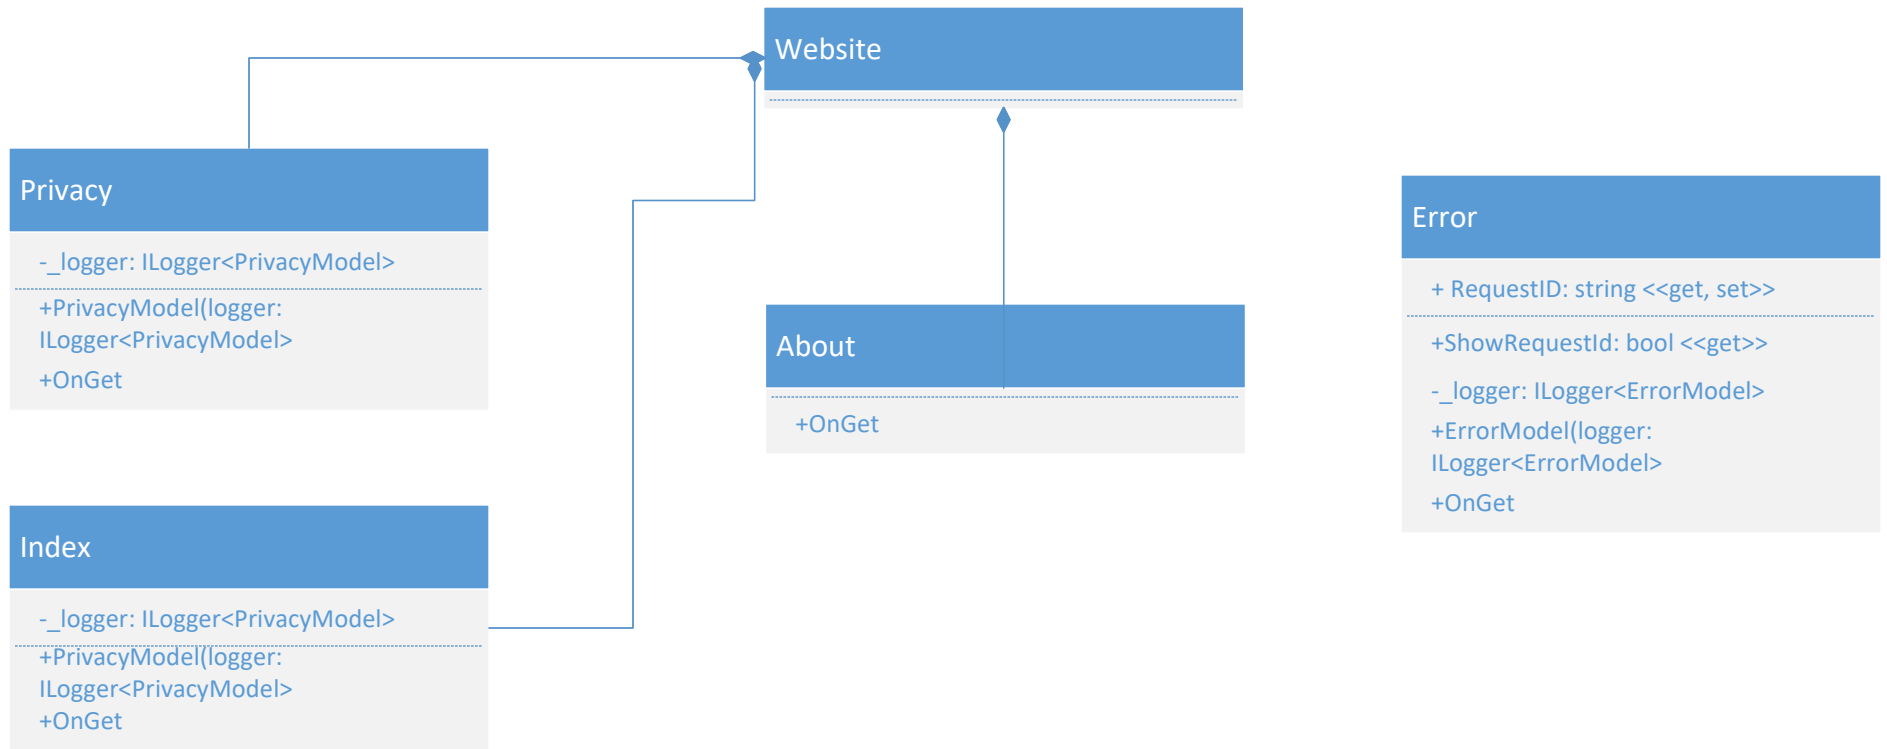 Website
Privacy
-_logger: ILogger<PrivacyModel>
+PrivacyModel(logger:
ILogger<PrivacyModel>
+OnGet
Index
-_logger: ILogger<PrivacyModel>
+PrivacyModel(logger:
ILogger<PrivacyModel>
+OnGet
About
+OnGet
Error
+ RequestID: string <<get, set>>
+ShowRequestId: bool <<get>>
-_logger: ILogger<ErrorModel>
+ErrorModel(logger:
ILogger<ErrorModel>
+OnGet